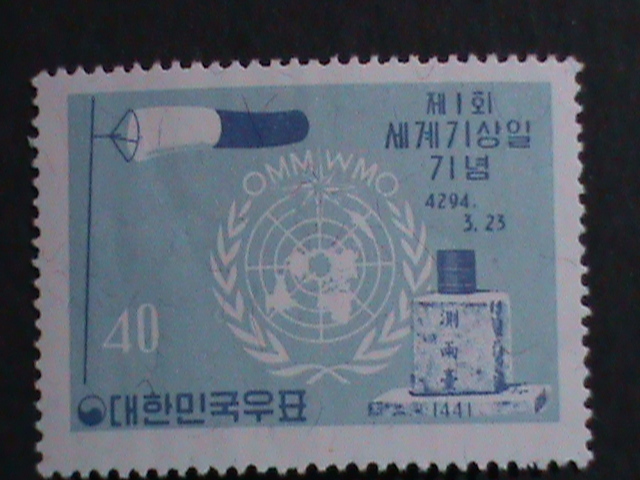 제1회
세계기상일
기념
4294.
3.23
OMM WMO
測雨臺
1441
40
대한민국우표